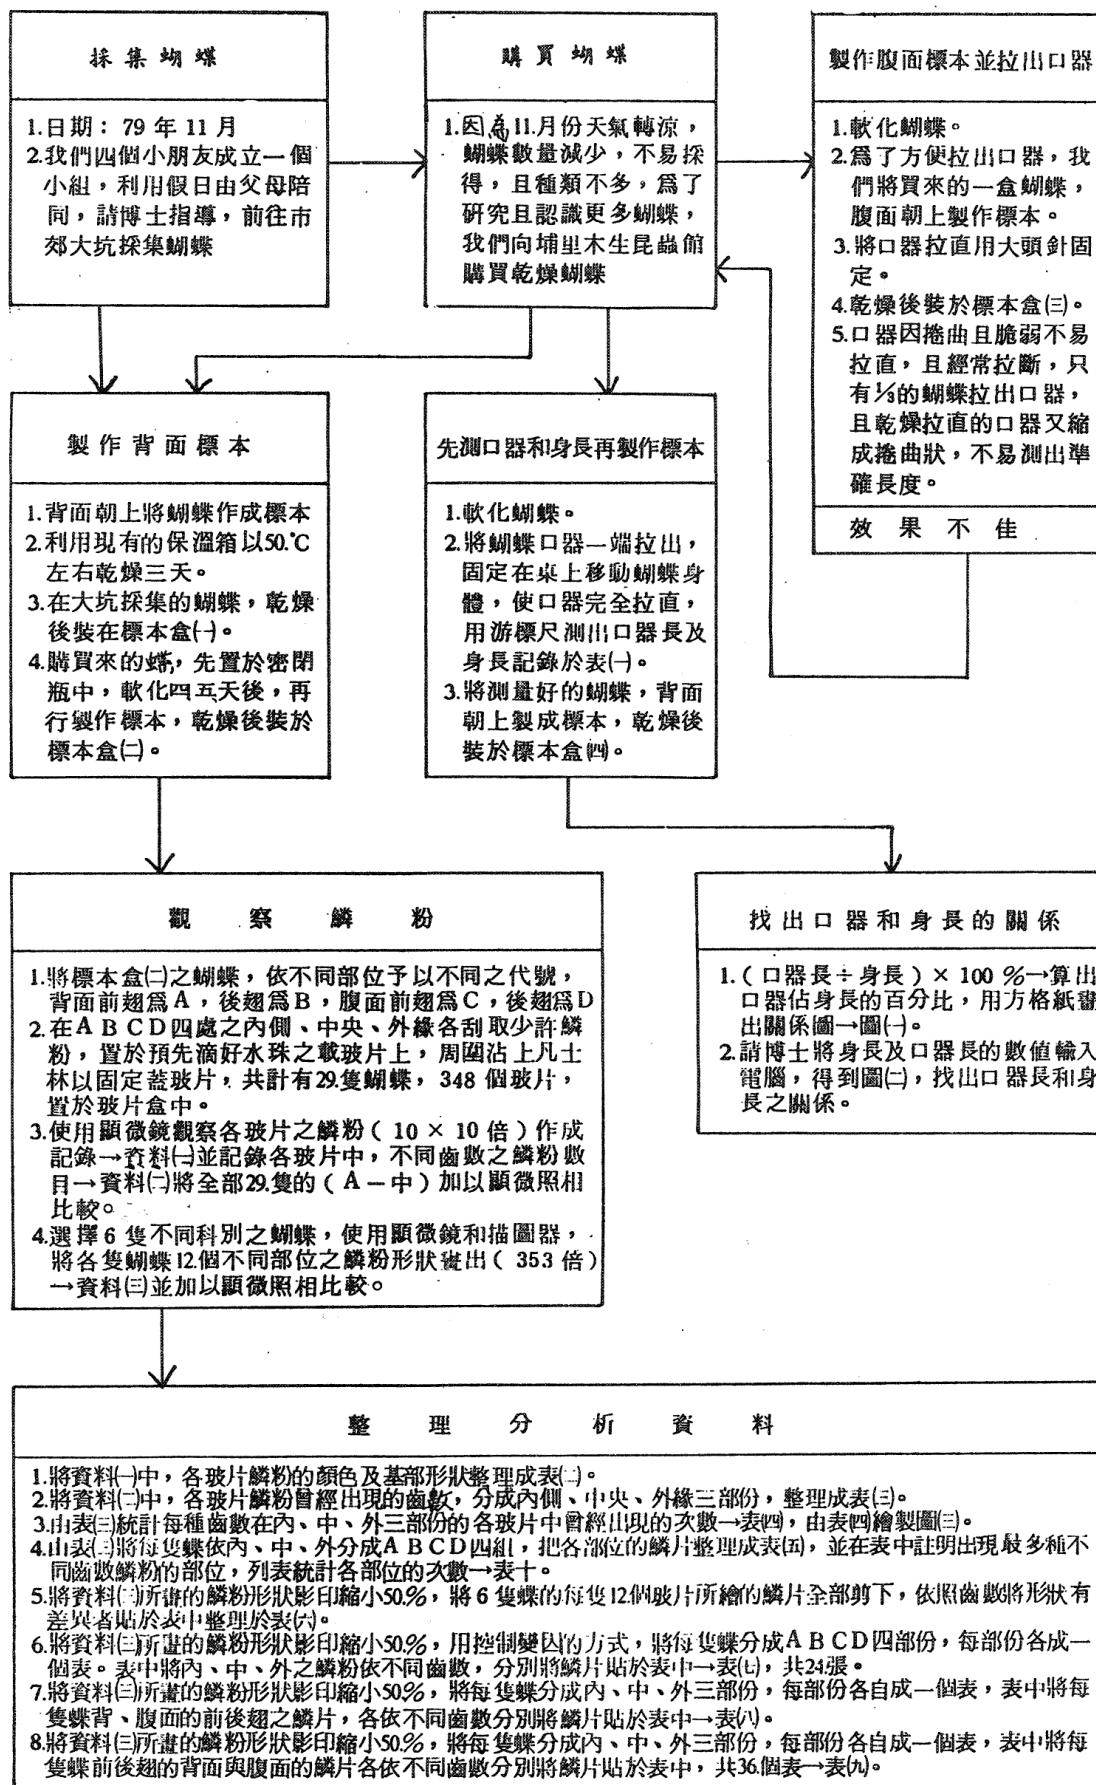 採集蝴蝶
1.日期：79年11月
2.我們四個小朋友成立一個
小組，利用假日由父母陪
同，請博士指導，前往市
郊大坑採集蝴蝶
購買蝴蝶
1.因為11.月份天氣轉涼，
蝴蝶數量減少，不易採
得，且種類不多，爲了
研究且認識更多蝴蝶，
我們向埔里木生昆蟲館
購買乾燥蝴蝶
製作腹面標本並拉出口器
1.軟化蝴蝶。
2.爲了方便拉出口器，我
們將買來的一盒蝴蝶，
腹面朝上製作標本。
3.將口器拉直用大頭針固
定。
4.乾燥後裝於標本盒㈢。
5.口器因捲曲且脆弱不易
拉直，且經常拉斷，只
有⅓的蝴蝶拉出口器，
且乾燥拉直的口器又縮
成捲曲狀，不易測出準
確長度。
效果不佳
製作背面標本
1.背面朝上將蝴蝶作成標本
2.利用現有的保溫箱以50.℃
左右乾燥三天。
3.在大坑採集的蝴蝶，乾燥
後裝在標本盒㈠。
4.購買來的蝶，先置於密閉
瓶中，軟化四五天後，再
行製作標本，乾燥後裝於
標本盒㈡。
先測口器和身長再製作標本
1.軟化蝴蝶。
2.將蝴蝶口器一端拉出，
固定在桌上移動蝴蝶身
體，使口器完全拉直，
用游標尺測出口器長及
身長記錄於表㈠。
3.將測量好的蝴蝶，背面
朝上製成標本，乾燥後
裝於標本盒㈣。
觀察鱗粉
1.將標本盒㈡之蝴蝶，依不同部位予以不同之代號，
背面前翅爲A，後翅爲B，腹面前翅爲C，後翅爲D
2.在ABCD四處之內側、中央、外緣各刮取少許鱗
粉，置於預先滴好水珠之載玻片上，周圍沾上凡士
林以固定蓋玻片，共計有29.隻蝴蝶，348個玻片，
置於玻片盒中。
3.使用顯微鏡觀察各玻片之鱗粉（10×10倍）作成
記錄→資料㈠並記錄各玻片中，不同齒數之鱗粉數
目→資料㈡將全部29.隻的（A－中）加以顯微照相
比較。
4.選擇6隻不同科別之蝴蝶，使用顯微鏡和描圖器，
將各隻蝴蝶12.個不同部位之鱗粉形狀畫出（353倍）
→資料㈢並加以顯微照相比較。
找出口器和身長的關係
1.（口器長÷身長）×100%→算出
口器佔身長的百分比，用方格紙畫
出關係圖→圖㈠。
2.請博士將身長及口器長的數值輸入
電腦，得到圖㈡，找出口器長和身
長之關係。
整理分析資料
1.將資料㈠中，各玻片鱗粉的顏色及基部形狀整理成表㈡。
2.將資料㈡中，各玻片鱗粉曾經出現的齒數，分成內側、中央、外緣三部份，整理成表㈢。
3.由表㈢統計每種齒數在內、中、外三部份的各玻片中曾經出現的次數→表㈣，由表㈣繪製圖㈢。
4.由表㈢將每隻蝶依內、中、外分成ABCD四組，把各部位的鱗片整理成表㈤，並在表中註明出現最多種不
同齒數鱗粉的部位，列表統計各部位的次數→表十。
5.將資料㈢所畫的鱗粉形狀影印縮小50.%，將6隻蝶的每隻12.個玻片所繪的鱗片全部剪下，依照齒數將形狀有
差異者貼於表中整理於表㈥。
6.將資料㈢所畫的鱗粉形狀影印縮小50.%，用控制變因的方式，將每隻蝶分成ABCD四部份，每部份各成一
個表。表中將內、中、外之鱗粉依不同齒數，分別將鱗片貼於表中→表㈦，共24.張。
7.將資料㈢所畫的鱗粉形狀影印縮小50.%，將每隻蝶分成內、中、外三部份，每部份各自成一個表，表中將每
隻蝶背、腹面的前後翅之鱗片，各依不同齒數分別將鱗片貼於表中→表㈧。
8.將資料㈢所畫的鱗粉形狀影印縮小50.%，將每隻蝶分成內、中、外三部份，每部份各自成一個表，表中將每
隻蝶前後翅的背面與腹面的鱗片各依不同齒數分別將鱗片貼於表中，共36.個表→表㈨。